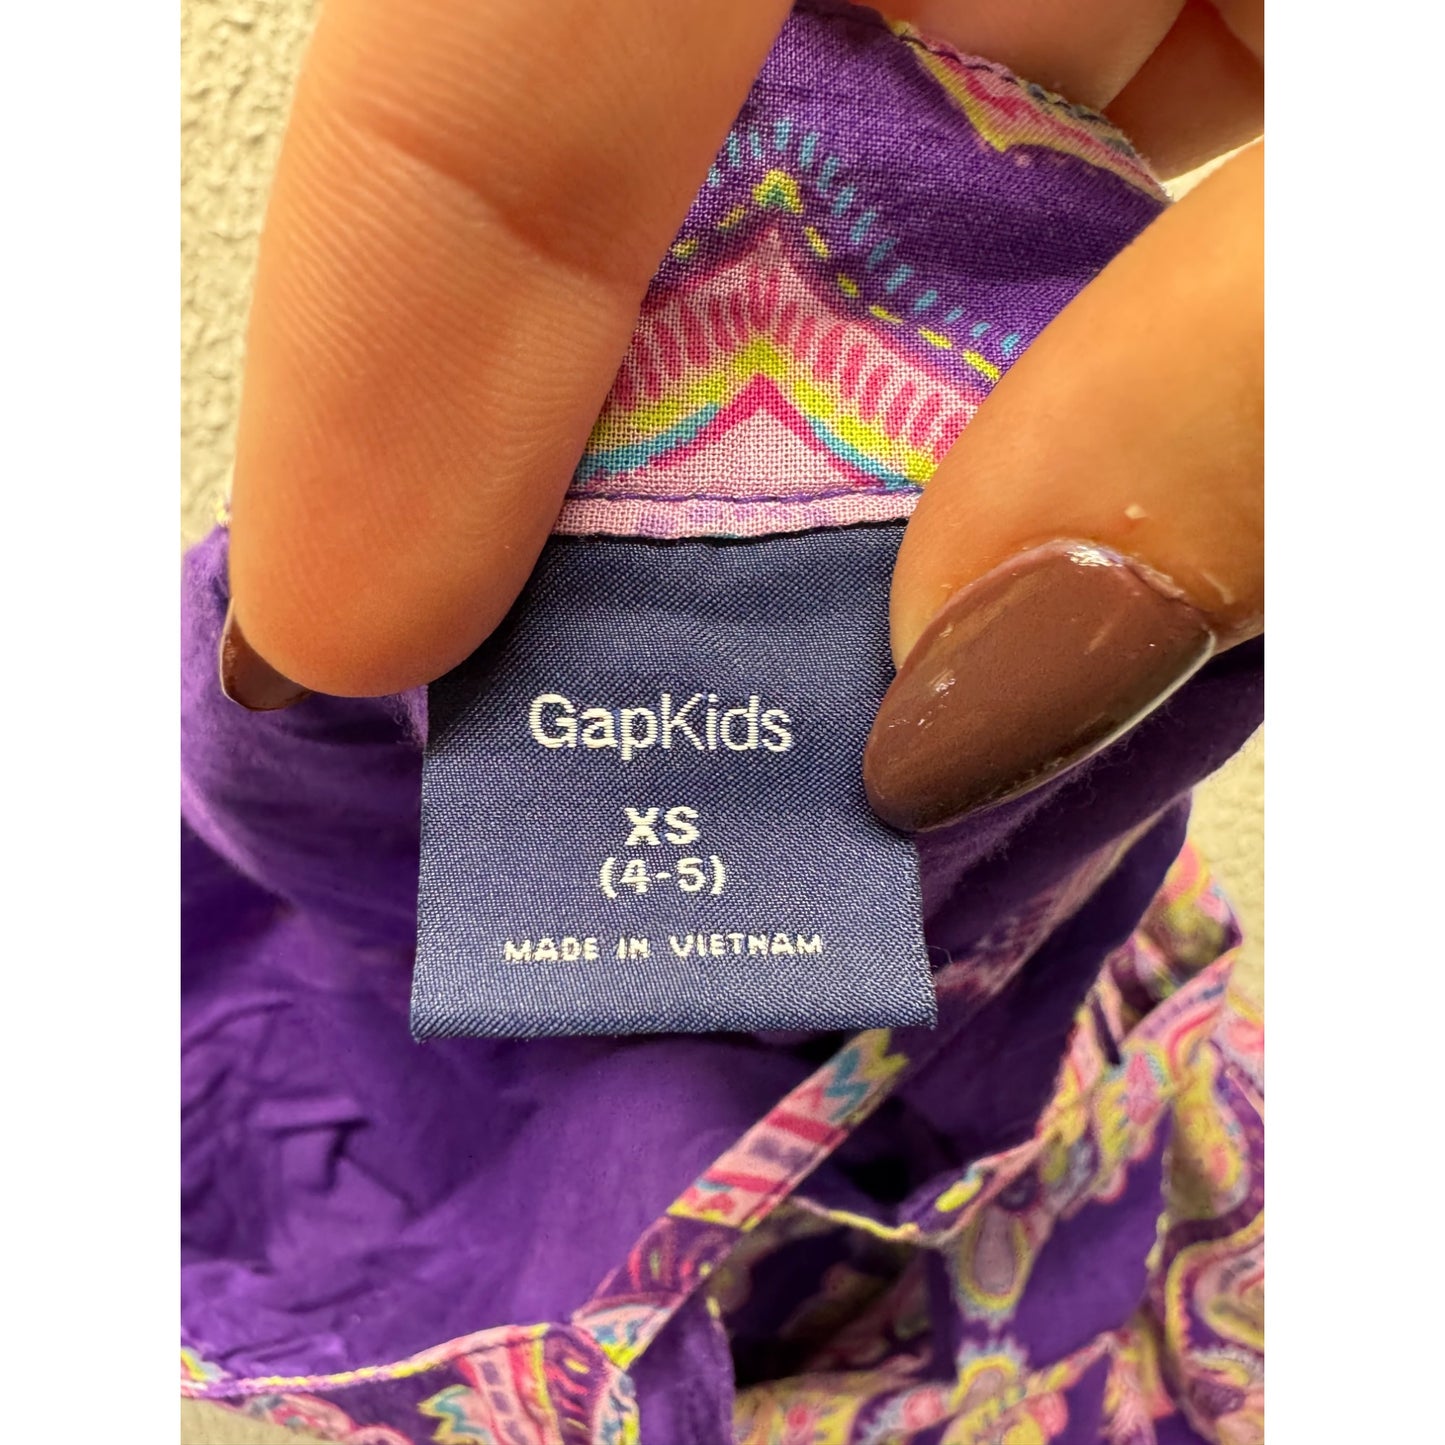 GapKids
XS
(4-5)
MADE IN VIETNAM